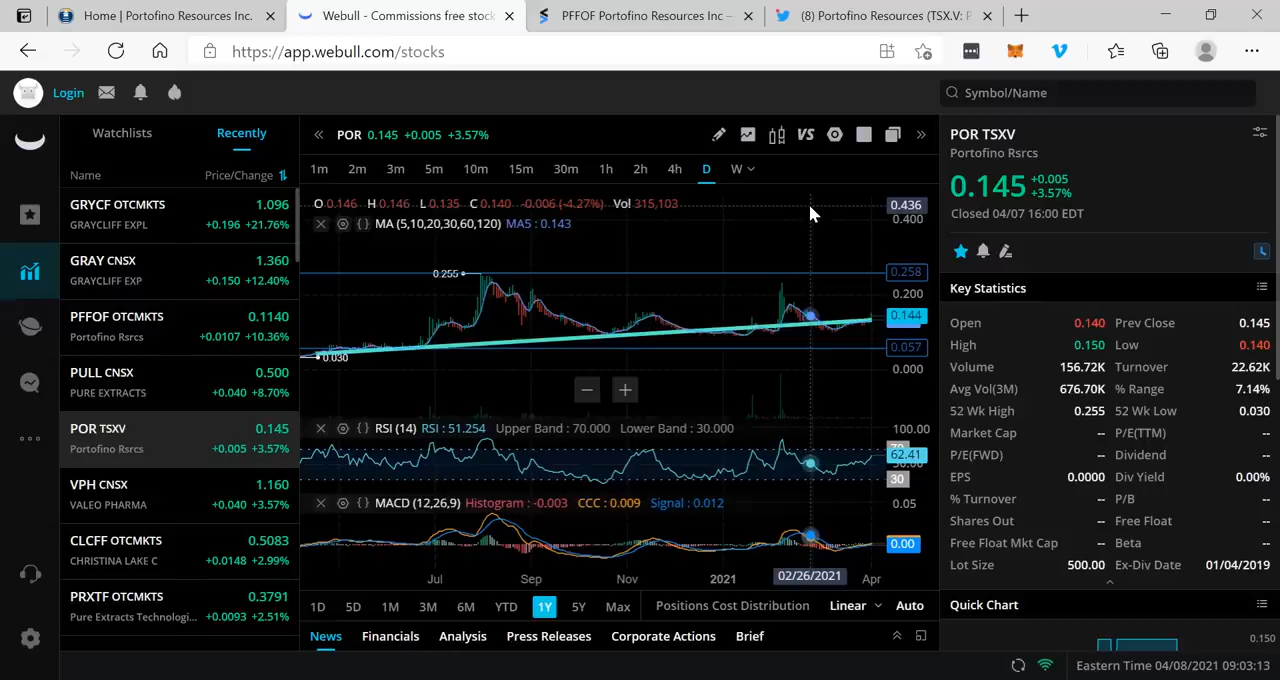 Home | Portofino Resources Inc.
Webull - Commissions free stock
PFFOF Portofino Resources Inc –
(8) Portofino Resources (TSX.V: P
https://app.webull.com/stocks
Login
Symbol/Name
Watchlists
Recently
Name
Price/Change
GRYCF OTCMKTS 1.096
GRAYCLIFF EXPL +0.196 +21.76%
GRAY CNSX 1.360
GRAYCLIFF EXP +0.150 +12.40%
PFFOF OTCMKTS 0.1140
Portofino Rsrcs +0.0107 +10.36%
PULL CNSX 0.500
PURE EXTRACTS +0.040 +8.70%
POR TSXV 0.145
Portofino Rsrcs +0.005 +3.57%
VPH CNSX 1.160
VALEO PHARMA +0.040 +3.57%
CLCFF OTCMKTS 0.5083
CHRISTINA LAKE C +0.0148 +2.99%
PRXTF OTCMKTS 0.3791
Pure Extracts Technologi... +0.0093 +2.51%
POR 0.145 +0.005 +3.57%
VS
1m 2m 3m 5m 10m 15m 30m 1h 2h 4h D W
O 0.146 H 0.146 L 0.135 C 0.140 -0.006 (-4.27%) Vol 315,103
MA (5,10,20,30,60,120) MA5 : 0.143
0.436
0.400
0.255
0.258
0.200
0.144
0.057
0.030
0.000
RSI (14) RSI : 51.254 Upper Band : 70.000 Lower Band : 30.000
100.00
70
62.41
50.00
30
MACD (12,26,9) Histogram : -0.003 CCC : 0.009 Signal : 0.012
0.05
0.00
Jul Sep Nov 2021 02/26/2021 Apr
1D 5D 1M 3M 6M YTD 1Y 5Y Max Positions Cost Distribution Linear Auto
News Financials Analysis Press Releases Corporate Actions Brief
POR TSXV
Portofino Rsrcs
0.145 +0.005
+3.57%
Closed 04/07 16:00 EDT
L
Key Statistics
Open 0.140 Prev Close 0.145
High 0.150 Low 0.140
Volume 156.72K Turnover 22.62K
Avg Vol(3M) 676.70K % Range 7.14%
52 Wk High 0.255 52 Wk Low 0.030
Market Cap -- P/E(TTM) --
P/E(FWD) -- Dividend --
EPS 0.0000 Div Yield 0.00%
% Turnover -- P/B --
Shares Out -- Free Float --
Free Float Mkt Cap -- Beta --
Lot Size 500.00 Ex-Div Date 01/04/2019
Quick Chart
0.150
Eastern Time 04/08/2021 09:03:13